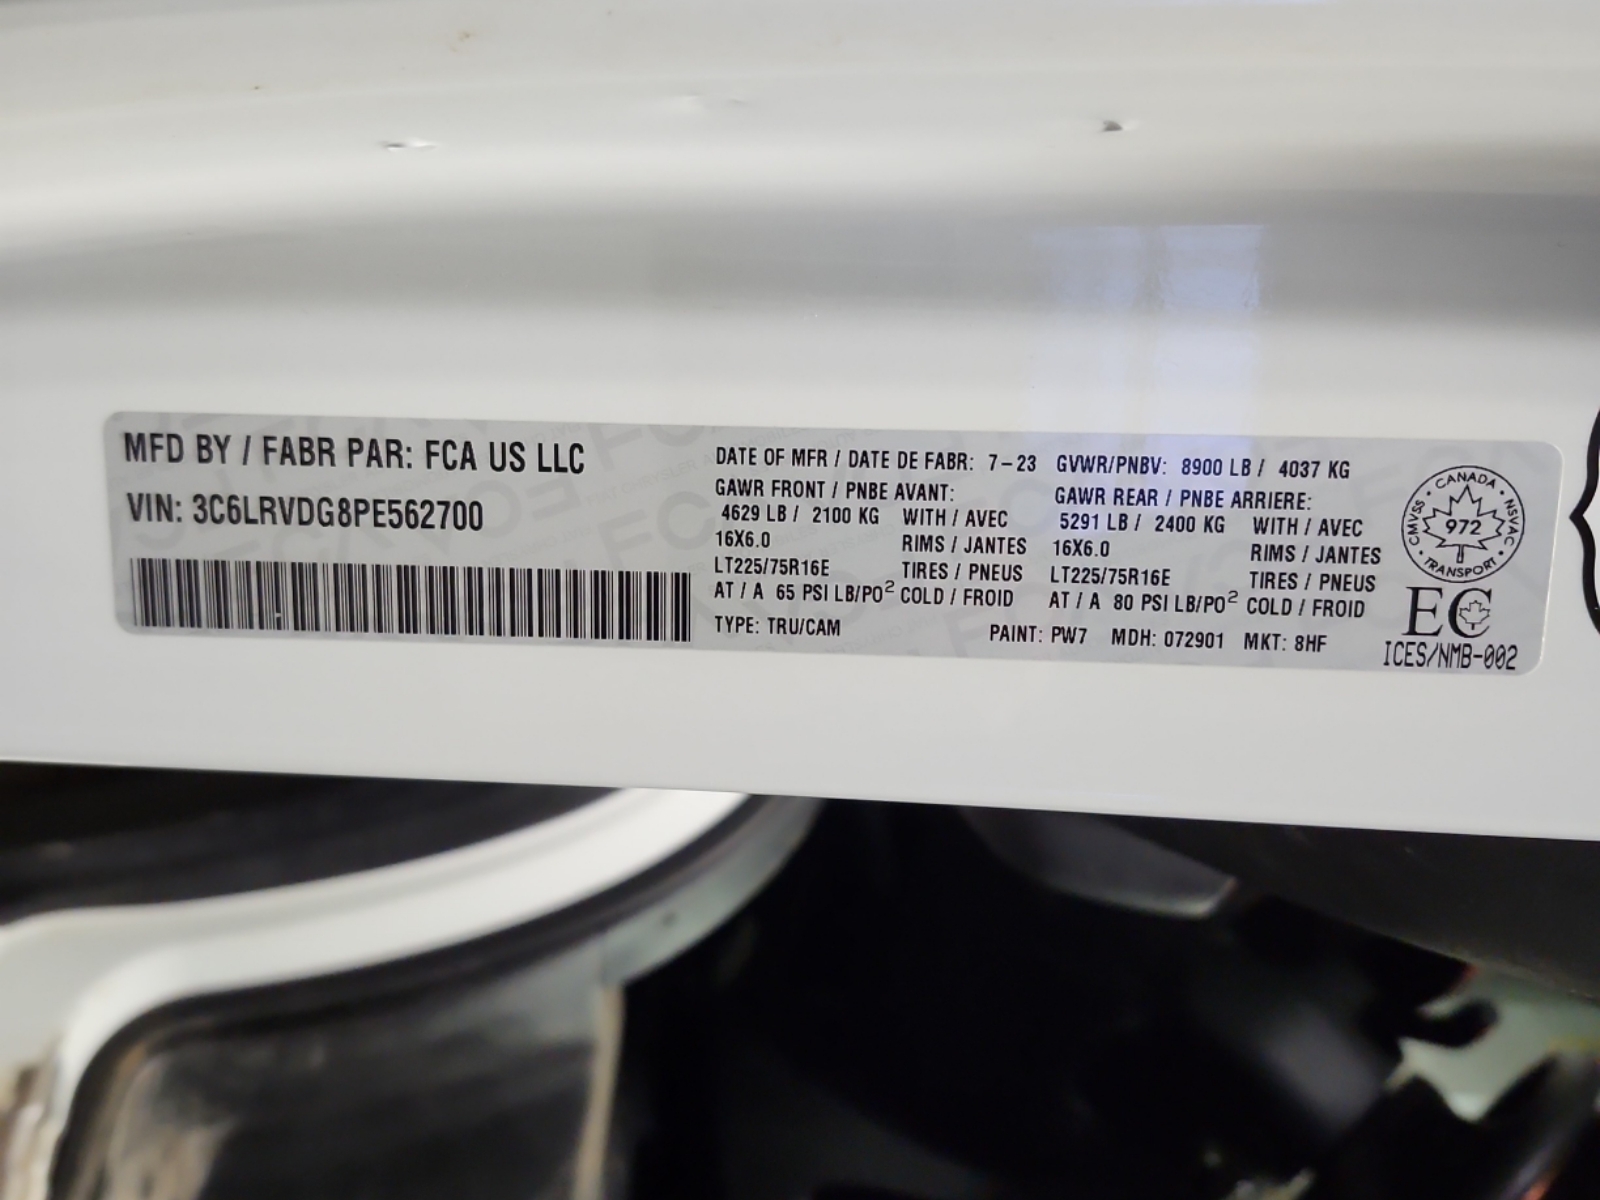 MFD BY / FABR PAR: FCA US LLC
VIN: 3C6LRVDG8PE562700
DATE OF MFR / DATE DE FABR: 7-23 GVWR/PNBV: 8900 LB / 4037 KG
GAWR FRONT / PNBE AVANT: GAWR REAR / PNBE ARRIERE:
4629 LB / 2100 KG WITH / AVEC 5291 LB / 2400 KG WITH / AVEC
16X6.0 RIMS / JANTES 16X6.0 RIMS / JANTES
LT225/75R16E TIRES / PNEUS LT225/75R16E TIRES / PNEUS
AT / A 65 PSI LB/PO² COLD / FROID AT / A 80 PSI LB/PO² COLD / FROID
TYPE: TRU/CAM PAINT: PW7 MDH: 072901 MKT: 8HF
CANADA · NSVAC · TRANSPORT · CMVSS ·
972
EC
ICES/NMB-002